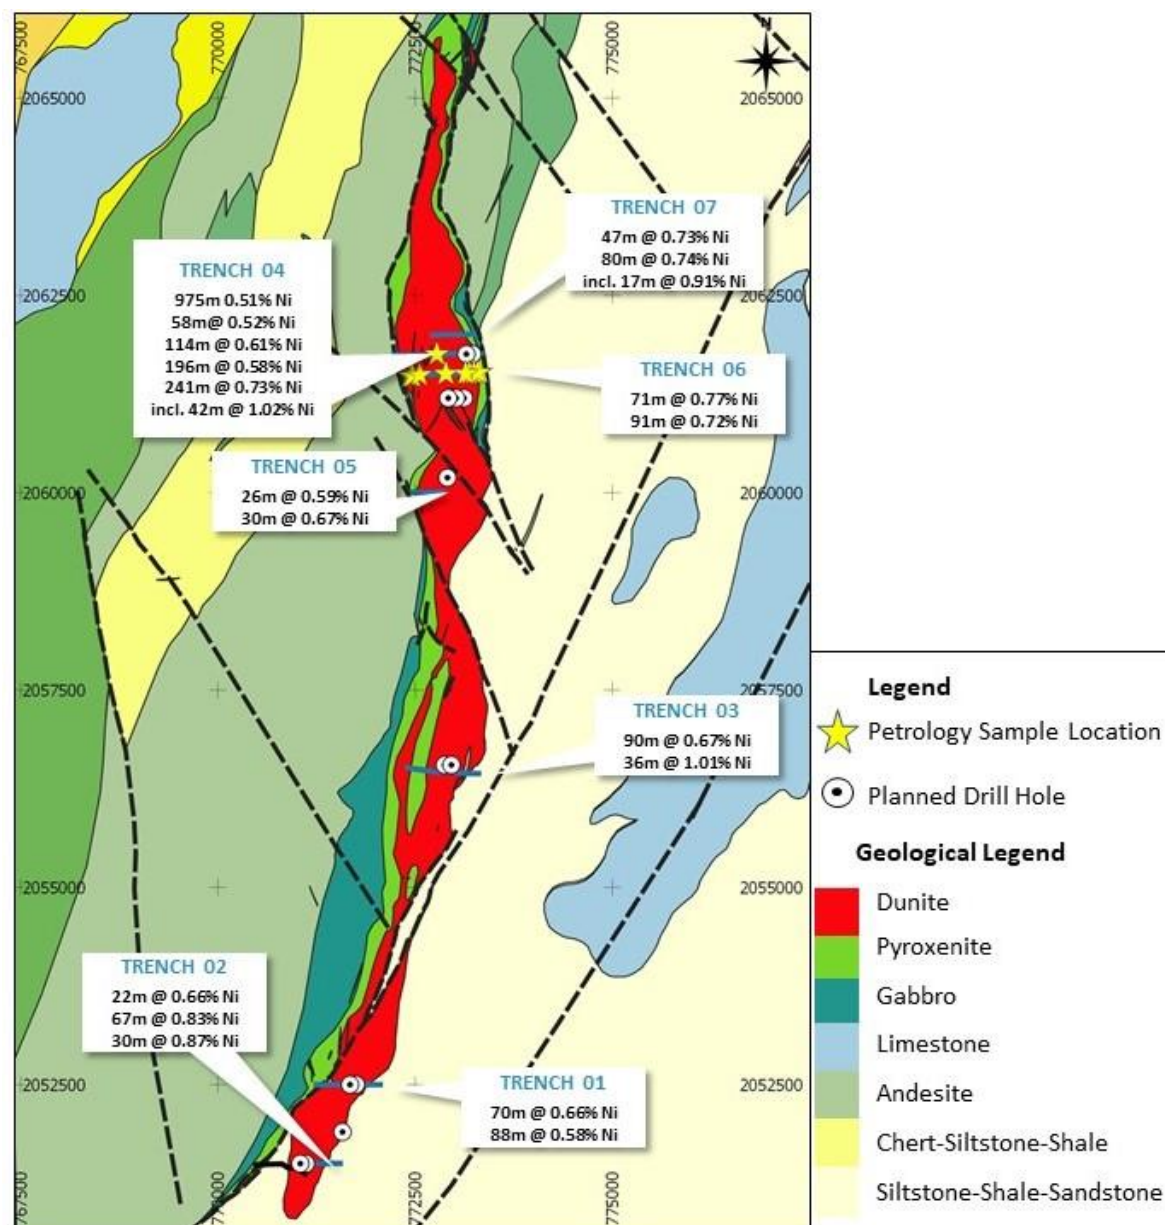 767500
770000
772500
775000
N
2065000
2065000
TRENCH 07
47m @ 0.73% Ni
80m @ 0.74% Ni
incl. 17m @ 0.91% Ni
TRENCH 04
975m 0.51% Ni
58m@ 0.52% Ni
114m @ 0.61% Ni
196m @ 0.58% Ni
241m @ 0.73% Ni
incl. 42m @ 1.02% Ni
2062500
2062500
TRENCH 06
71m @ 0.77% Ni
91m @ 0.72% Ni
TRENCH 05
26m @ 0.59% Ni
30m @ 0.67% Ni
2060000
2060000
2057500
2057500
TRENCH 03
90m @ 0.67% Ni
36m @ 1.01% Ni
2055000
2055000
TRENCH 02
22m @ 0.66% Ni
67m @ 0.83% Ni
30m @ 0.87% Ni
2052500
2052500
TRENCH 01
70m @ 0.66% Ni
88m @ 0.58% Ni
767500
770000
772500
775000
Legend
Petrology Sample Location
Planned Drill Hole
Geological Legend
Dunite
Pyroxenite
Gabbro
Limestone
Andesite
Chert-Siltstone-Shale
Siltstone-Shale-Sandstone